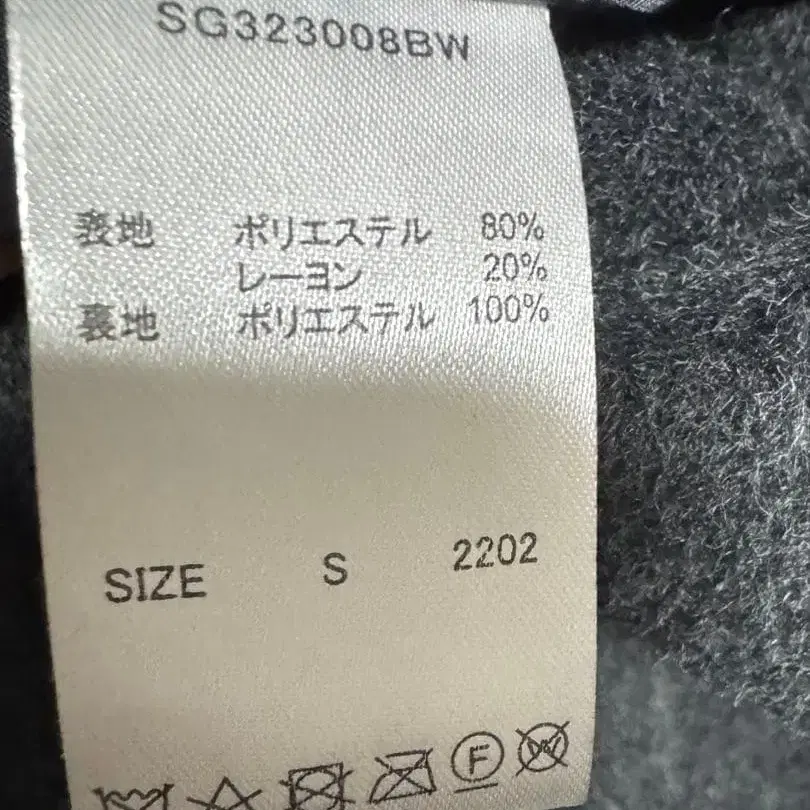 SG323008BW
表地 ポリエステル 80%
レーヨン 20%
裏地 ポリエステル 100%
SIZE S 2202
F W